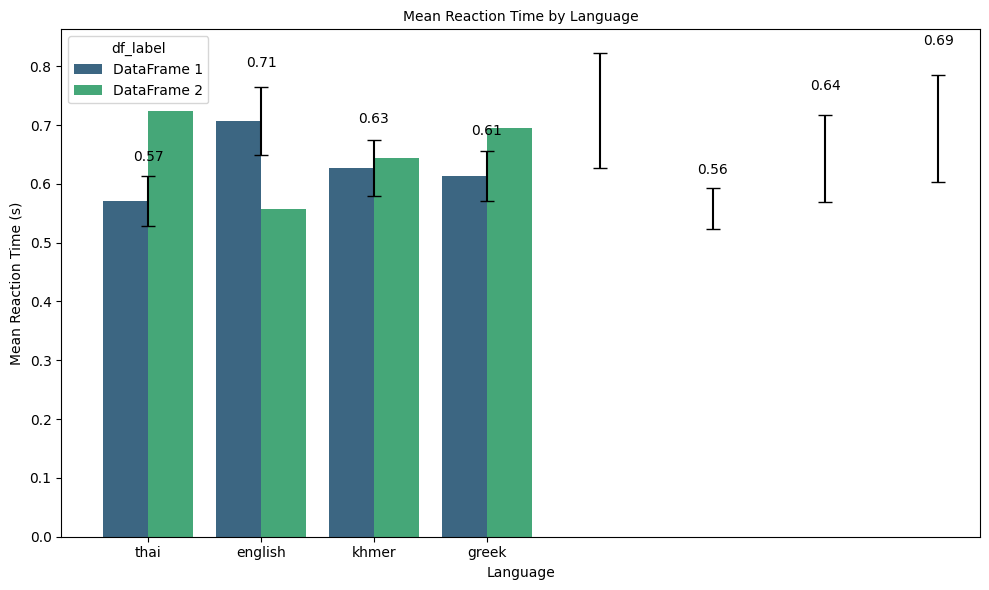 Mean Reaction Time by Language
df_label
DataFrame 1
DataFrame 2
0.57
0.71
0.63
0.61
0.56
0.64
0.69
Mean Reaction Time (s)
0.8
0.7
0.6
0.5
0.4
0.3
0.2
0.1
0.0
thai english khmer greek
Language